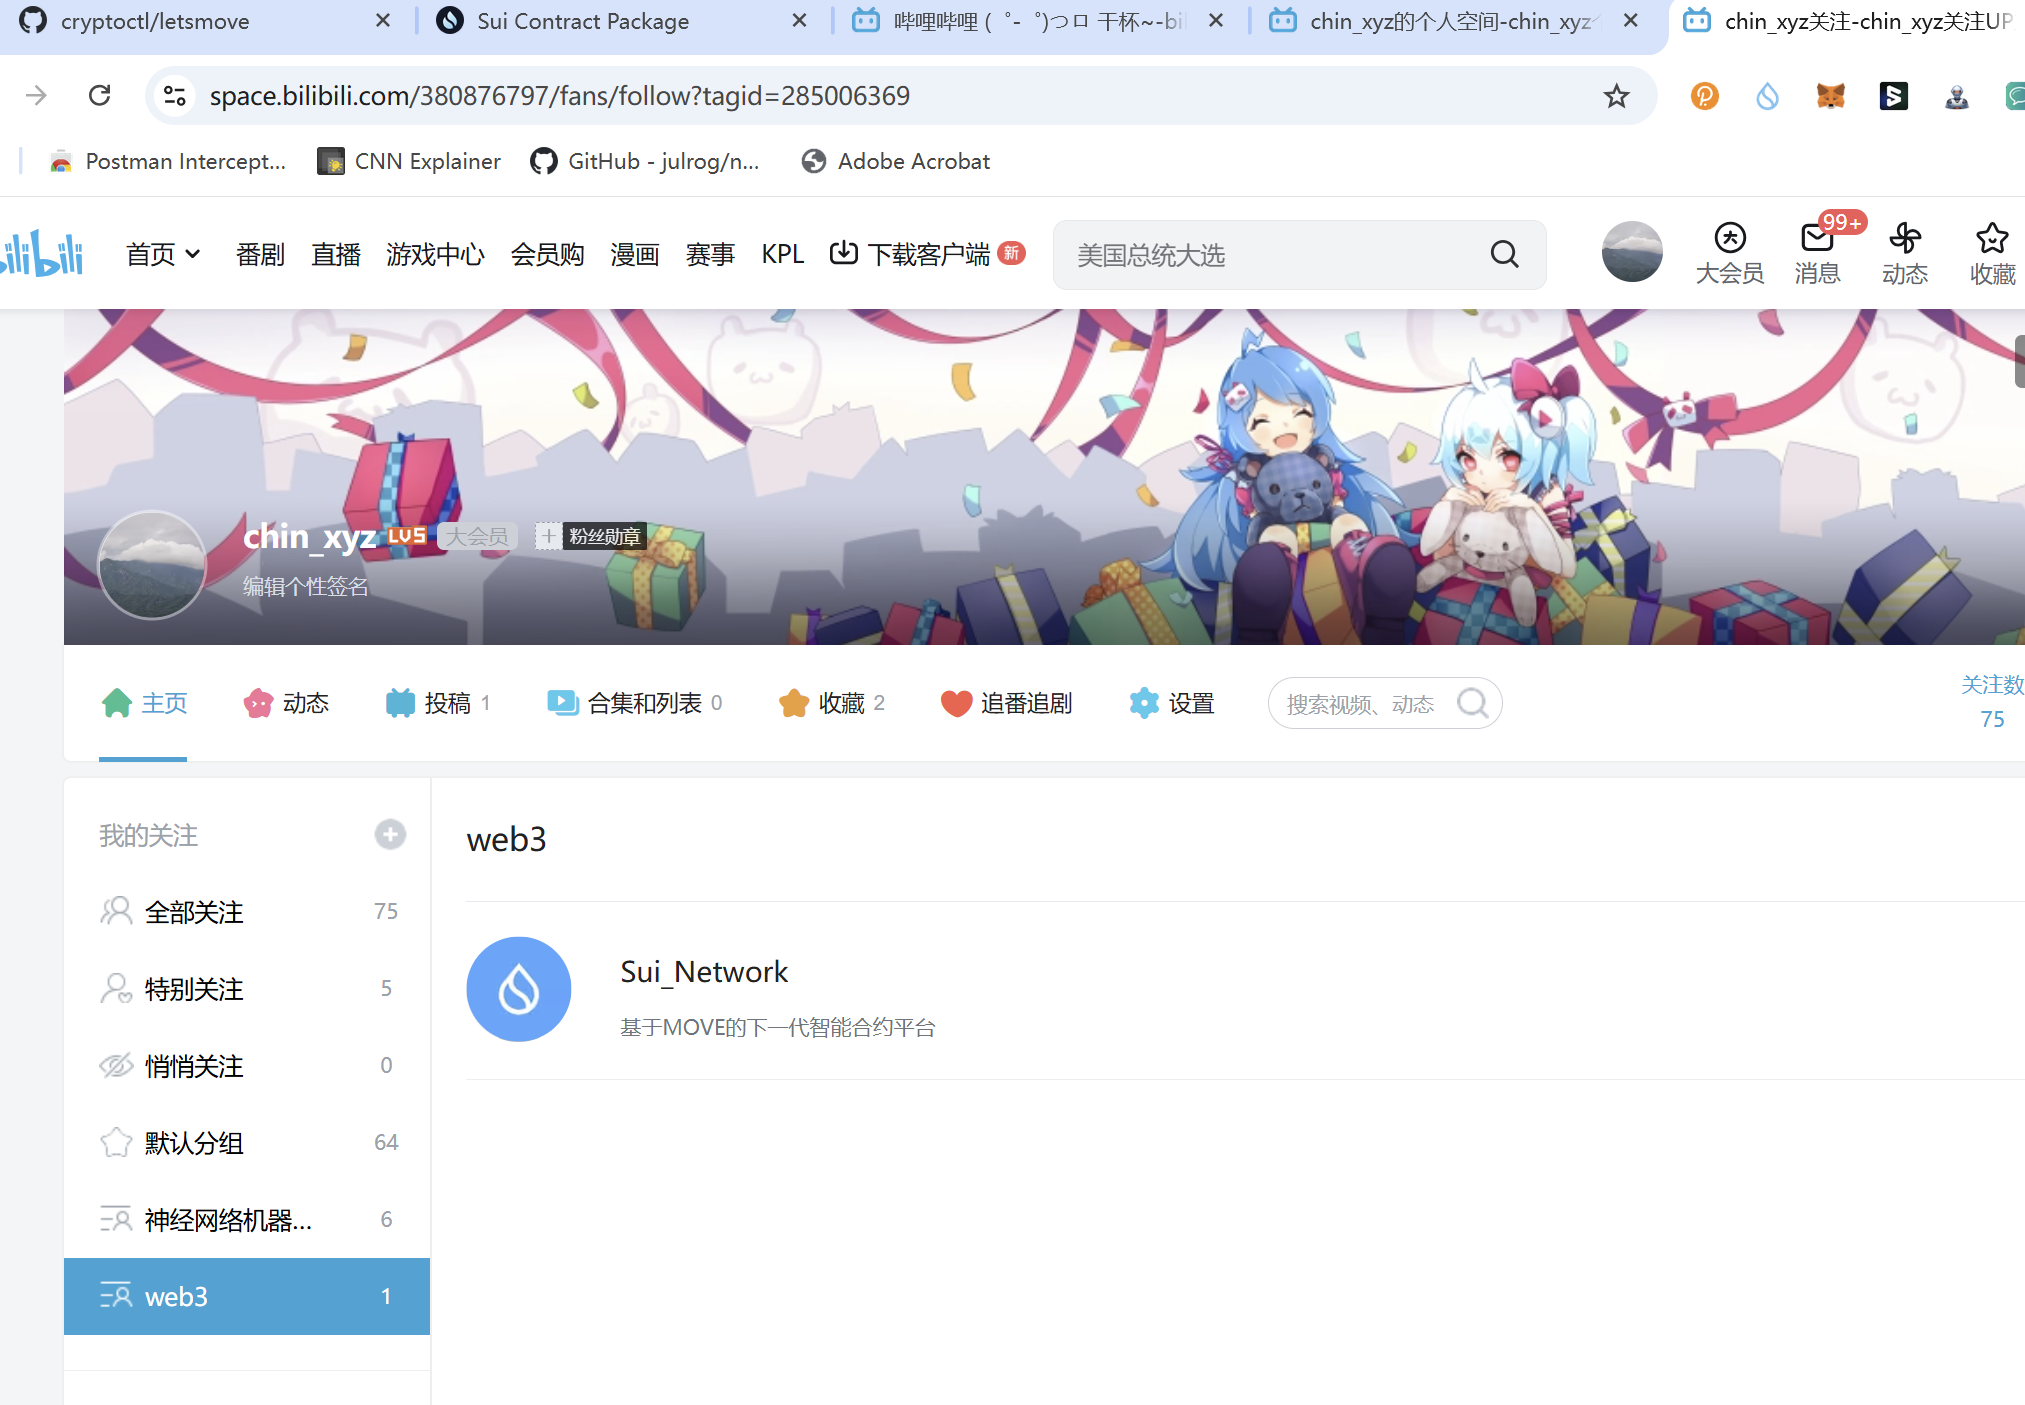 cryptoctl/letsmove
Sui Contract Package
哔哩哔哩 ( ゜- ゜)つロ 干杯~-bil
chin_xyz的个人空间-chin_xyz
chin_xyz关注-chin_xyz关注UP
space.bilibili.com/380876797/fans/follow?tagid=285006369
Postman Intercept...
CNN Explainer
GitHub - julrog/n...
Adobe Acrobat
bilibili
首页 番剧 直播 游戏中心 会员购 漫画 赛事 KPL 下载客户端 新
美国总统大选
大会员
99+
消息
动态
收藏
chin_xyz LV5 大会员 + 粉丝勋章
编辑个性签名
主页 动态 投稿 1 合集和列表 0 收藏 2 追番追剧 设置
搜索视频、动态
关注数
75
我的关注
全部关注 75
特别关注 5
悄悄关注 0
默认分组 64
神经网络机器... 6
web3 1
web3
Sui_Network
基于MOVE的下一代智能合约平台